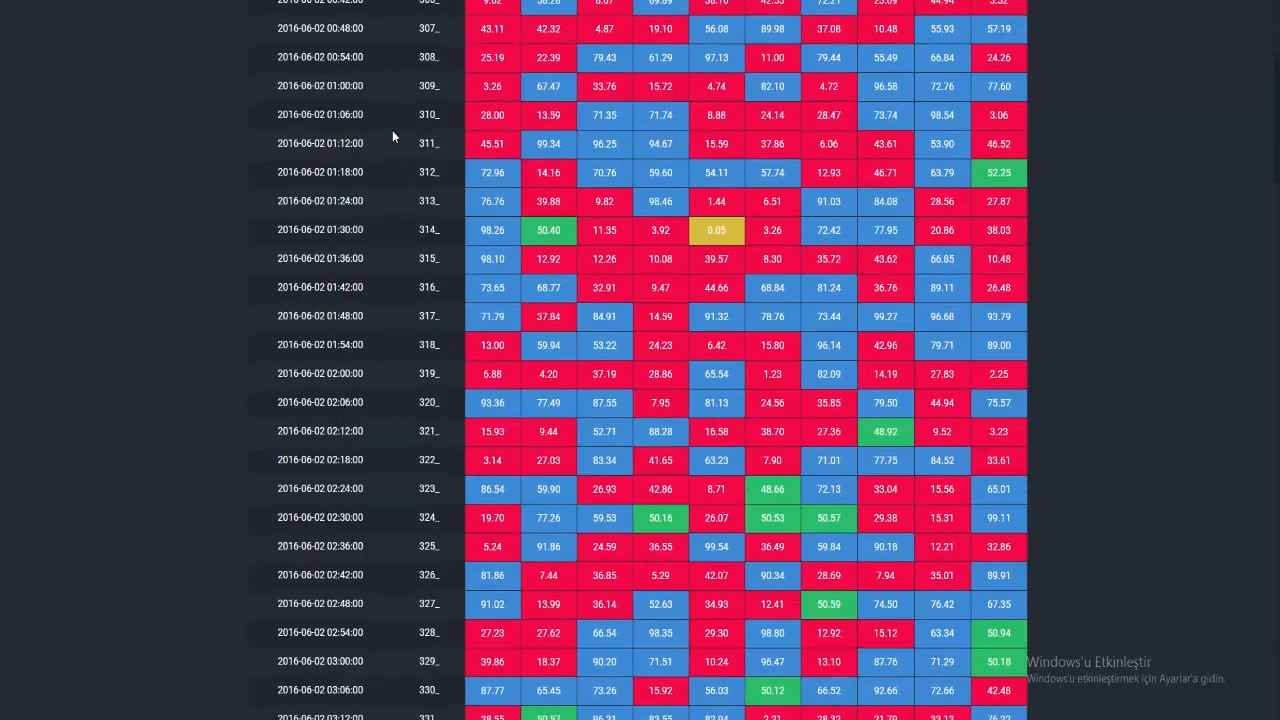 2016-06-02 00:48:00 307_ 43.11 42.32 4.87 19.10 56.08 89.98 37.08 10.48 55.93 57.19
2016-06-02 00:54:00 308_ 25.19 22.39 79.43 61.29 97.13 11.00 79.44 55.49 66.84 24.26
2016-06-02 01:00:00 309_ 3.26 67.47 33.76 15.72 4.74 82.10 4.72 96.58 72.76 77.60
2016-06-02 01:06:00 310_ 28.00 13.59 71.35 71.74 8.88 24.14 28.47 73.74 98.54 3.06
2016-06-02 01:12:00 311_ 45.51 99.34 96.25 94.67 15.59 37.86 6.06 43.61 53.90 46.52
2016-06-02 01:18:00 312_ 72.96 14.16 70.76 59.60 54.11 57.74 12.93 46.71 63.79 52.25
2016-06-02 01:24:00 313_ 76.76 39.88 9.82 98.46 1.44 6.51 91.03 84.08 28.56 27.87
2016-06-02 01:30:00 314_ 98.26 50.40 11.35 3.92 0.05 3.26 72.42 77.95 20.86 38.03
2016-06-02 01:36:00 315_ 98.10 12.92 12.26 10.08 39.57 8.30 35.72 43.62 66.85 10.48
2016-06-02 01:42:00 316_ 73.65 68.77 32.91 9.47 44.66 68.84 81.24 36.76 89.11 26.48
2016-06-02 01:48:00 317_ 71.79 37.84 84.91 14.59 91.32 78.76 73.44 99.27 96.68 93.79
2016-06-02 01:54:00 318_ 13.00 59.94 53.22 24.23 6.42 15.80 96.14 42.96 79.71 89.00
2016-06-02 02:00:00 319_ 6.88 4.20 37.19 28.86 65.54 1.23 82.09 14.19 27.83 2.25
2016-06-02 02:06:00 320_ 93.36 77.49 87.55 7.95 81.13 24.56 35.85 79.50 44.94 75.57
2016-06-02 02:12:00 321_ 15.93 9.44 52.71 88.28 16.58 38.70 27.36 48.92 9.52 3.23
2016-06-02 02:18:00 322_ 3.14 27.03 83.34 41.65 63.23 7.90 71.01 77.75 84.52 33.61
2016-06-02 02:24:00 323_ 86.54 59.90 26.93 42.86 8.71 48.66 72.13 33.04 15.56 65.01
2016-06-02 02:30:00 324_ 19.70 77.26 59.53 50.16 26.07 50.53 50.57 29.38 15.31 99.11
2016-06-02 02:36:00 325_ 5.24 91.86 24.59 36.55 99.54 36.49 59.84 90.18 12.21 32.86
2016-06-02 02:42:00 326_ 81.86 7.44 36.85 5.29 42.07 90.34 28.69 7.94 35.01 89.91
2016-06-02 02:48:00 327_ 91.02 13.99 36.14 52.63 34.93 12.41 50.59 74.50 76.42 67.35
2016-06-02 02:54:00 328_ 27.23 27.62 66.54 98.35 29.30 98.80 12.92 15.12 63.34 50.94
2016-06-02 03:00:00 329_ 39.86 18.37 90.20 71.51 10.24 96.47 13.10 87.76 71.29 50.18
Windows'u Etkinleştir
Windows'u etkinleştirmek için Ayarlar'a gidin.
2016-06-02 03:06:00 330_ 87.77 65.45 73.26 15.92 56.03 50.12 66.52 92.66 72.66 42.48